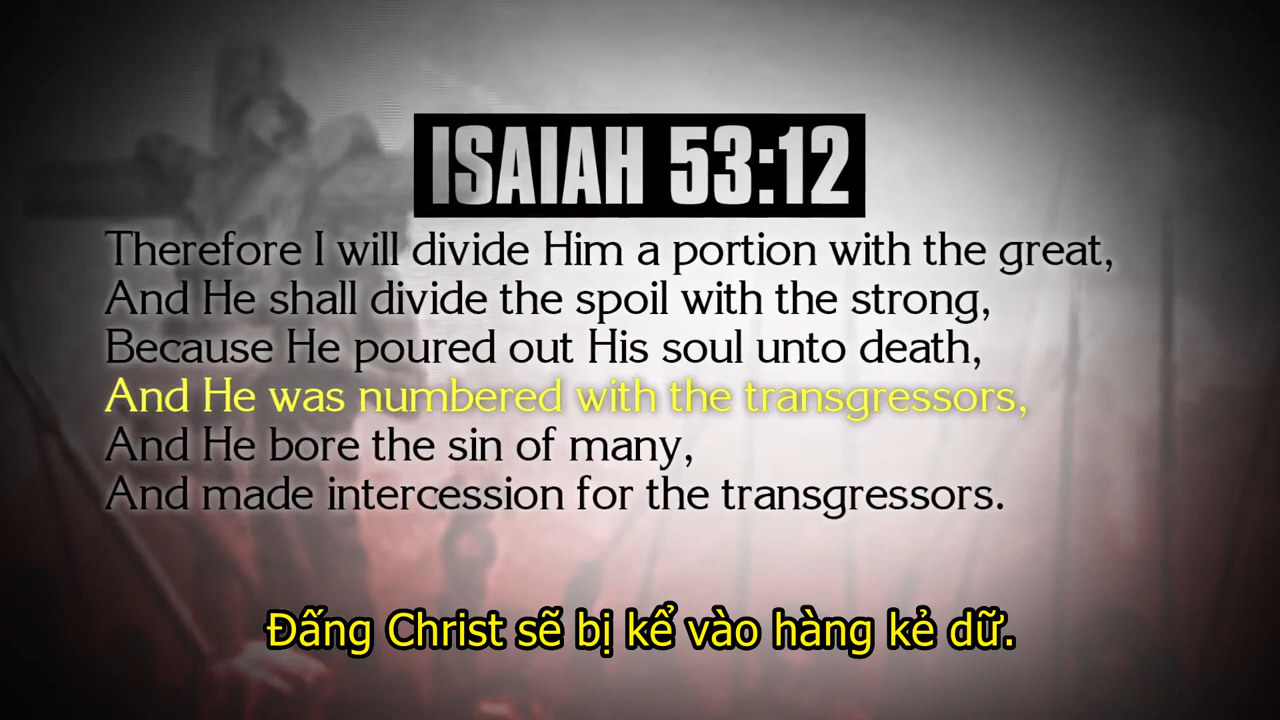 ISAIAH 53:12
Therefore I will divide Him a portion with the great,
And He shall divide the spoil with the strong,
Because He poured out His soul unto death,
And He was numbered with the transgressors,
And He bore the sin of many,
And made intercession for the transgressors.
Đấng Christ sẽ bị kể vào hàng kẻ dữ.